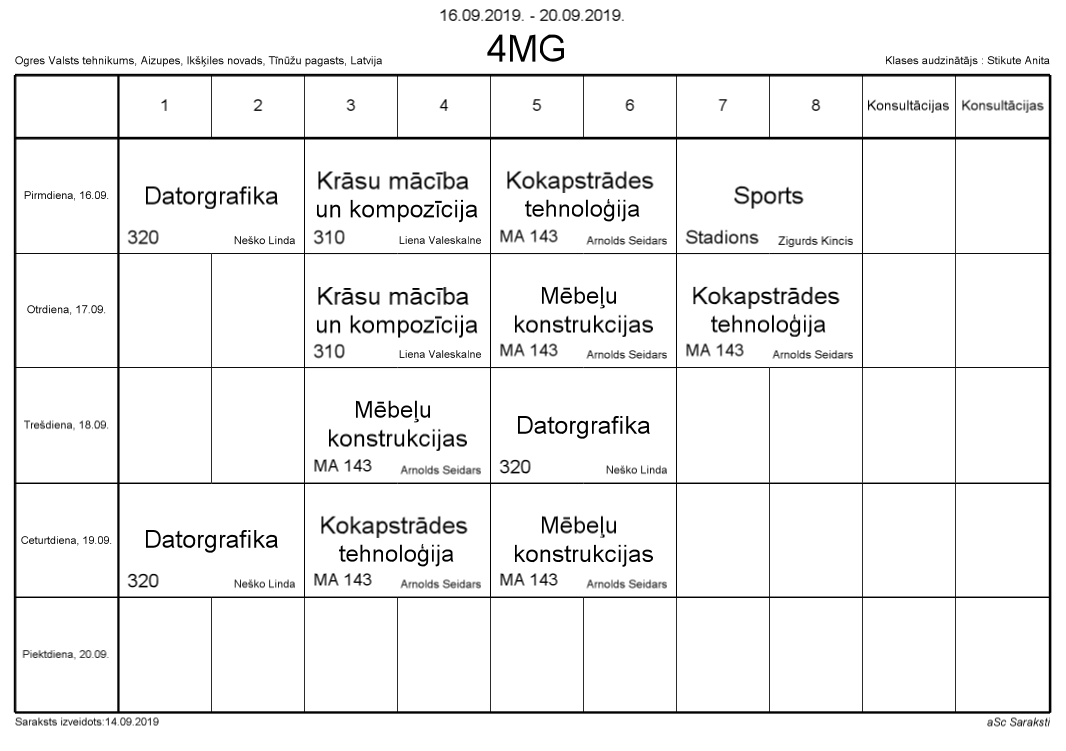 16.09.2019. - 20.09.2019.
4MG
Ogres Valsts tehnikums, Aizupes, Ikšķiles novads, Tīnūžu pagasts, Latvija
Klases audzinātājs : Stikute Anita
1 2 3 4 5 6 7 8 Konsultācijas Konsultācijas
Pirmdiena, 16.09.
Datorgrafika
320 Neško Linda
Krāsu mācība
un kompozīcija
310 Liena Valeskalne
Kokapstrādes
tehnoloģija
MA 143 Arnolds Seidars
Sports
Stadions Zigurds Kincis
Otrdiena, 17.09.
Krāsu mācība
un kompozīcija
310 Liena Valeskalne
Mēbeļu
konstrukcijas
MA 143 Arnolds Seidars
Kokapstrādes
tehnoloģija
MA 143 Arnolds Seidars
Trešdiena, 18.09.
Mēbeļu
konstrukcijas
MA 143 Arnolds Seidars
Datorgrafika
320 Neško Linda
Ceturtdiena, 19.09.
Datorgrafika
320 Neško Linda
Kokapstrādes
tehnoloģija
MA 143 Arnolds Seidars
Mēbeļu
konstrukcijas
MA 143 Arnolds Seidars
Piektdiena, 20.09.
Saraksts izveidots:14.09.2019
aSc Saraksti